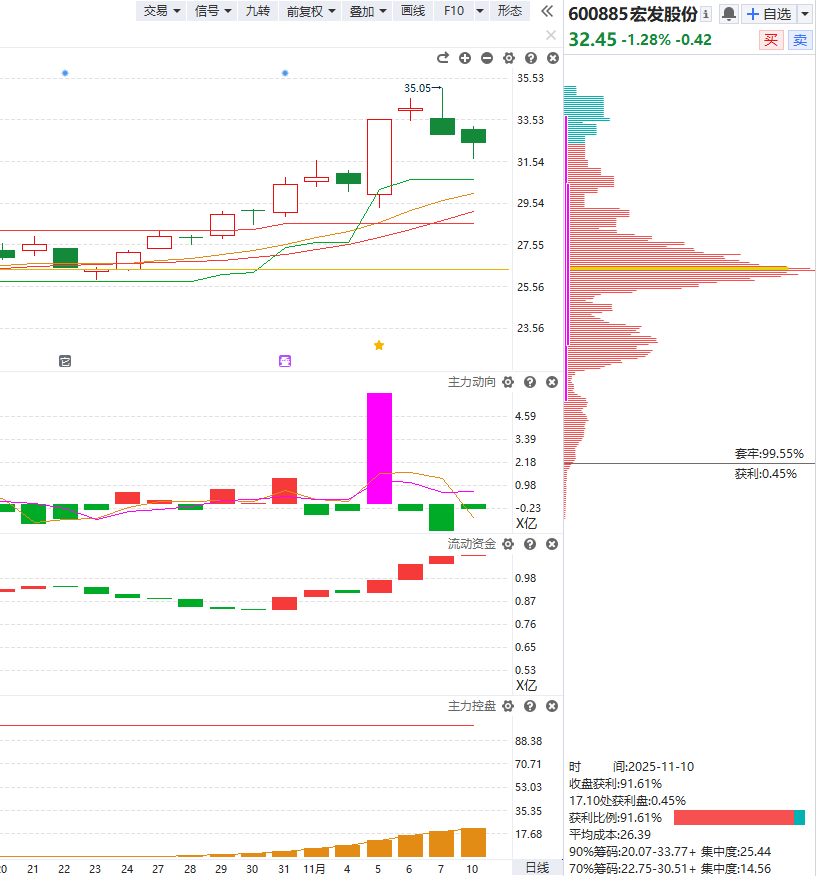 交易 信号 九转 前复权 叠加 画线 F10 形态
600885宏发股份
自选
32.45 -1.28% -0.42
买 卖
35.05→
35.53
33.53
31.54
29.54
27.55
25.56
23.56
主力动向
4.59
3.39
2.18
0.98
-0.23
X亿
套牢:99.55%
获利:0.45%
流动资金
0.98
0.87
0.76
0.65
0.53
X亿
主力控盘
88.38
70.71
53.03
35.35
17.68
20 21 22 23 24 27 28 29 30 31 11月 4 5 6 7 10 日线
时 间:2025-11-10
收盘获利:91.61%
17.10处获利盘:0.45%
获利比例:91.61%
平均成本:26.39
90%筹码:20.07-33.77+ 集中度:25.44
70%筹码:22.75-30.51+ 集中度:14.56